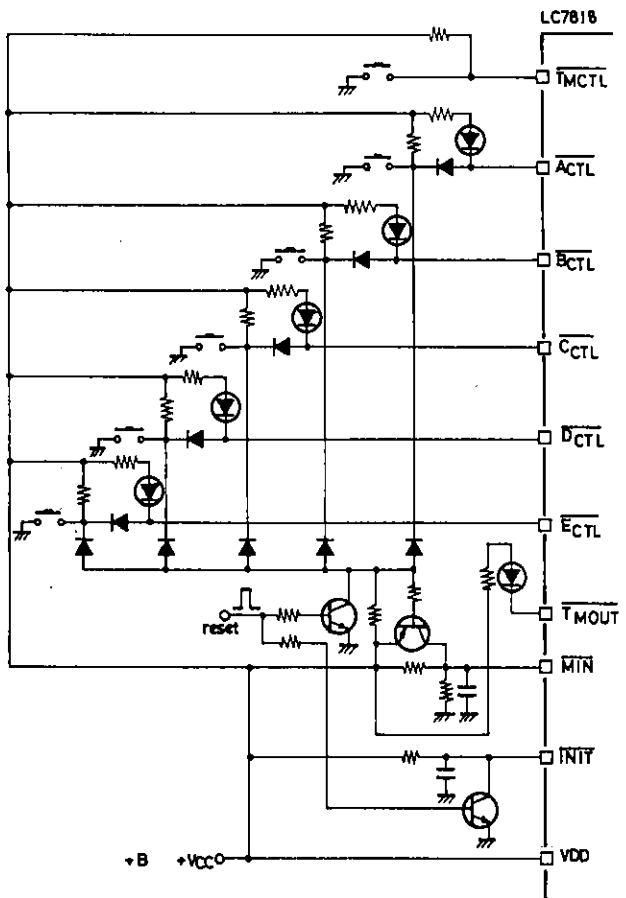 LC7818
TMCTL
ACTL
BCTL
CCTL
DCTL
ECTL
reset
TMOUT
MIN
INIT
+B +VCC VDD